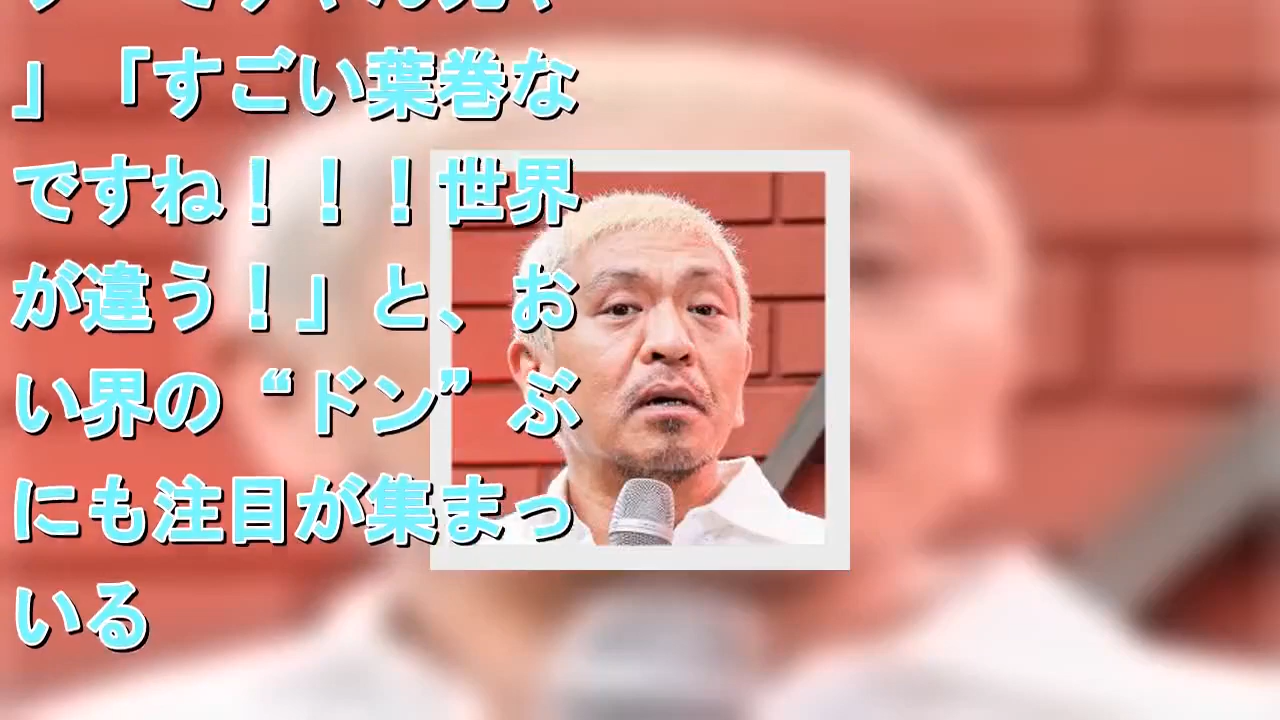 」「すごい葉巻な
ですね！！！世界
が違う！」と、お
い界の“ドン”ぶ
にも注目が集まっ
いる